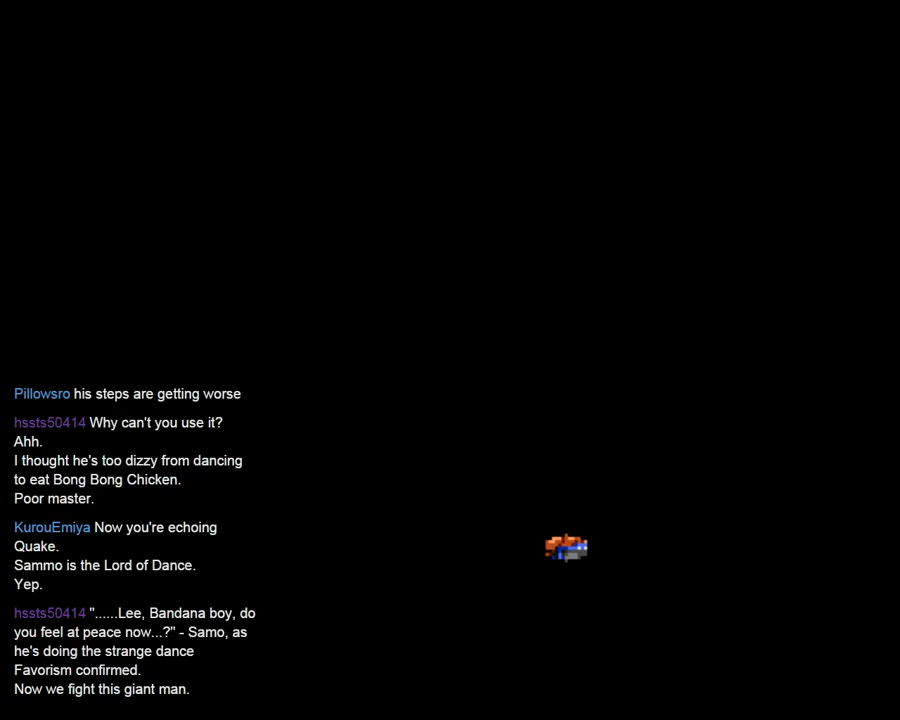 Pillowsro his steps are getting worse
hssts50414 Why can't you use it?
Ahh.
I thought he's too dizzy from dancing
to eat Bong Bong Chicken.
Poor master.
KurouEmiya Now you're echoing
Quake.
Sammo is the Lord of Dance.
Yep.
hssts50414 "......Lee, Bandana boy, do
you feel at peace now...?" - Samo, as
he's doing the strange dance
Favorism confirmed.
Now we fight this giant man.